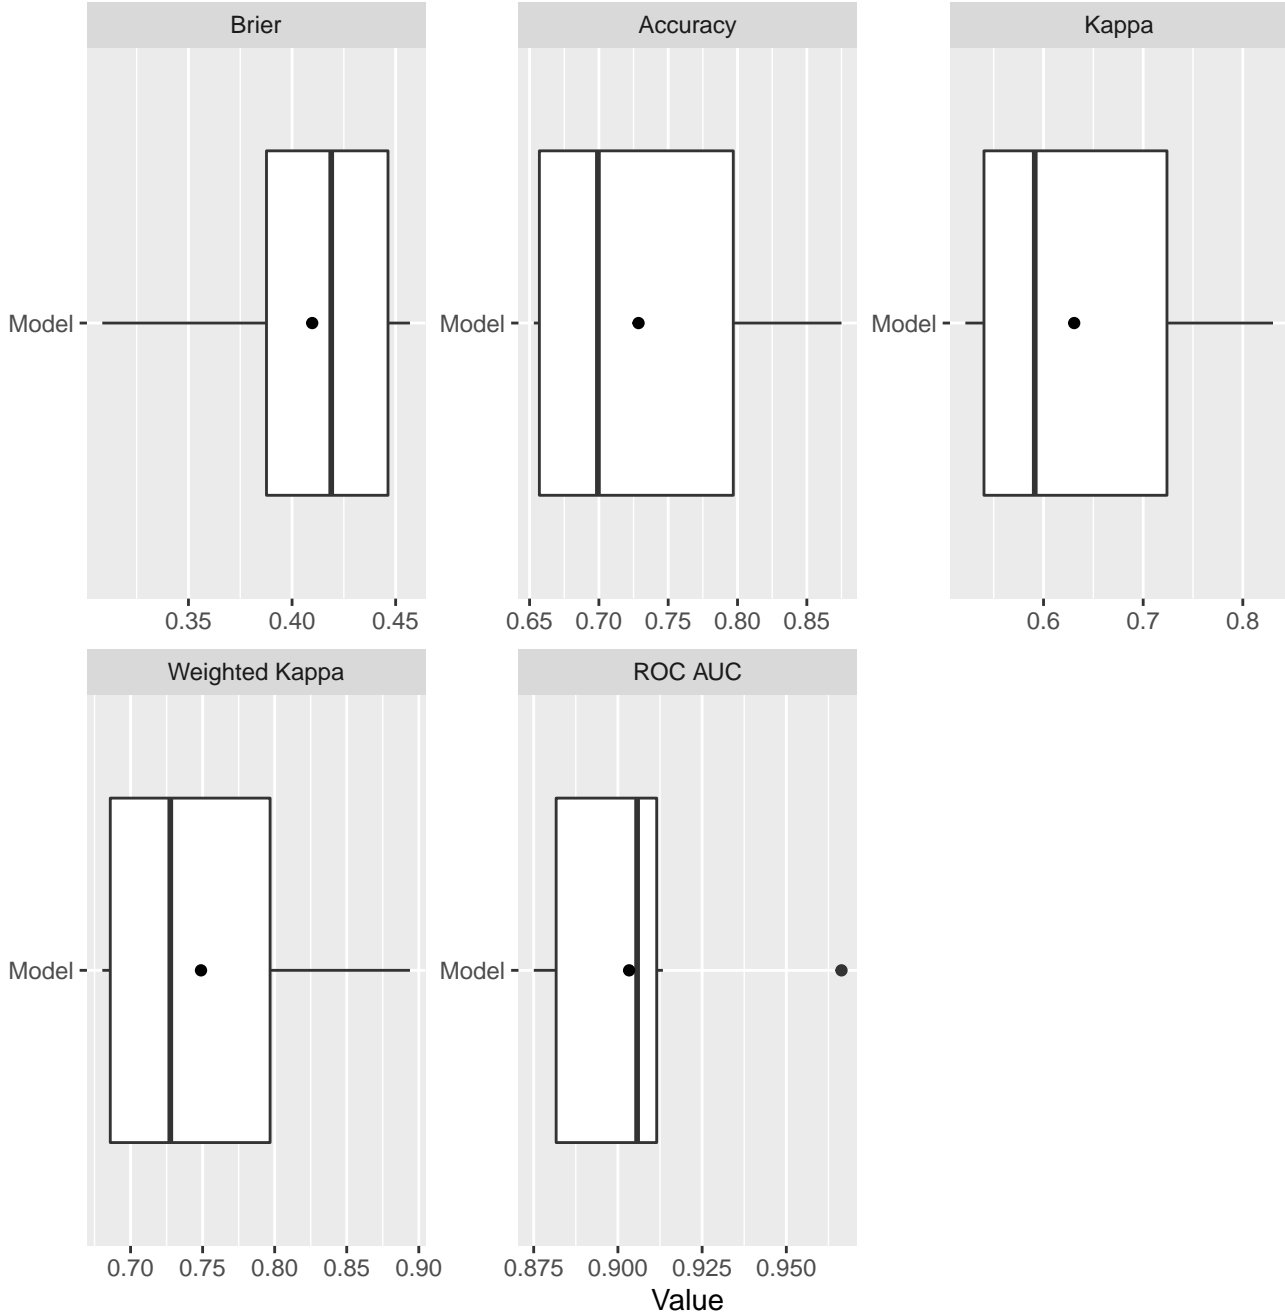 Brier Accuracy Kappa
Model Model Model
0.35 0.40 0.45 0.65 0.70 0.75 0.80 0.85 0.6 0.7 0.8
Weighted Kappa ROC AUC
Model Model
0.70 0.75 0.80 0.85 0.90 0.875 0.900 0.925 0.950
Value